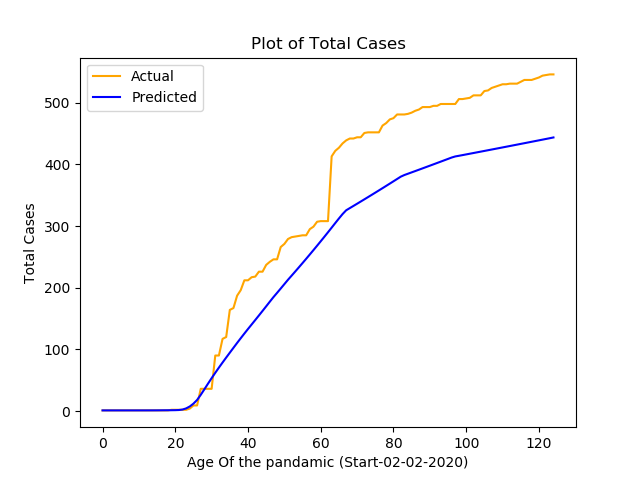 Plot of Total Cases
Actual
Predicted
500
400
300
200
100
0
Total Cases
0 20 40 60 80 100 120
Age Of the pandamic (Start-02-02-2020)